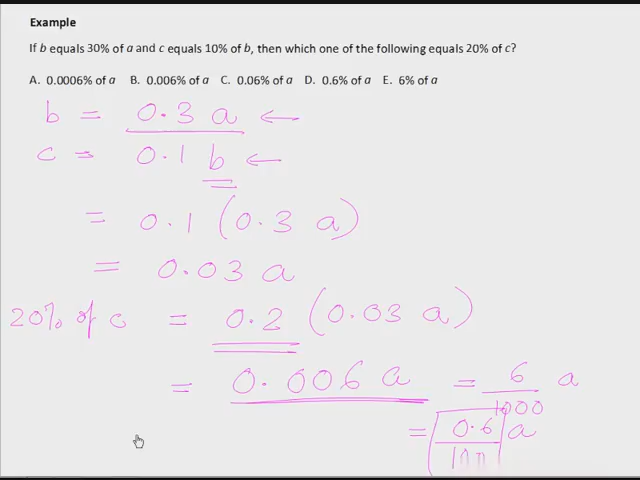 Example
If b equals 30% of a and c equals 10% of b, then which one of the following equals 20% of c?
A. 0.0006% of a B. 0.006% of a C. 0.06% of a D. 0.6% of a E. 6% of a
b = 0.3 a ←
c = 0.1 b ←
= 0.1 (0.3 a)
= 0.03 a
20% of c = 0.2 (0.03 a)
= 0.006 a = 6/1000 a
= 0.6/100 a